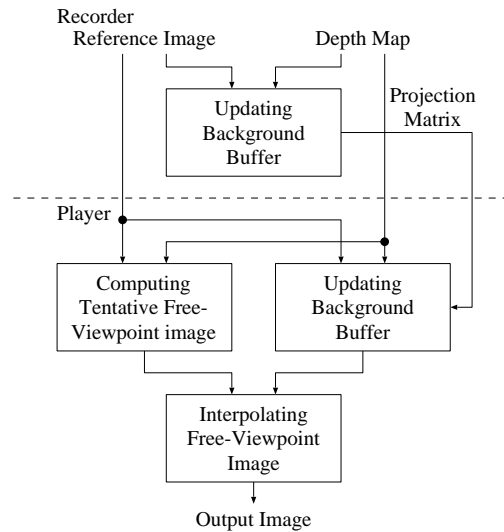 Recorder
Reference Image
Depth Map
Updating
Background
Buffer
Projection
Matrix
Player
Computing
Tentative Free-
Viewpoint image
Updating
Background
Buffer
Interpolating
Free-Viewpoint
Image
Output Image